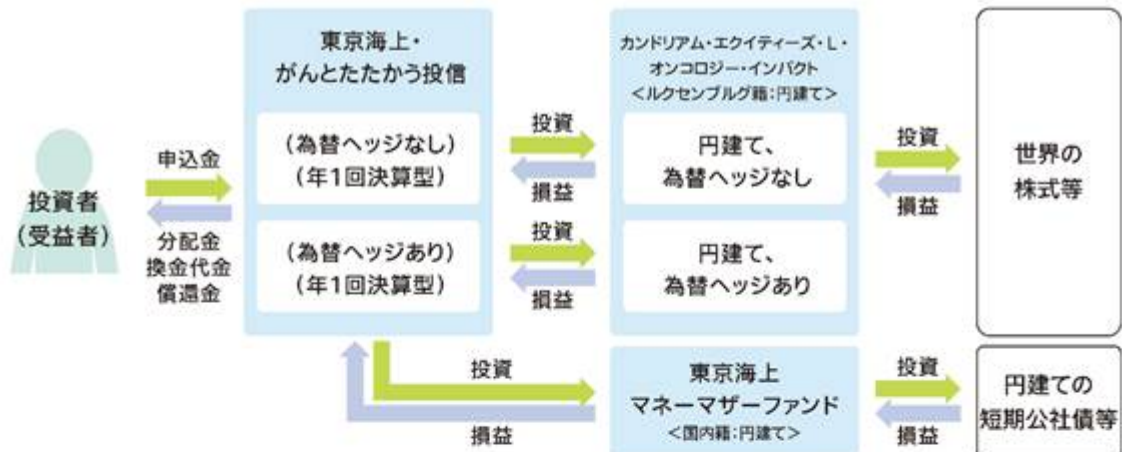 投資者
(受益者)
申込金
分配金
換金代金
償還金
東京海上・
がんとたたかう投信
(為替ヘッジなし)
(年1回決算型)
(為替ヘッジあり)
(年1回決算型)
投資
損益
投資
損益
カンドリアム・エクイティーズ・L・
オンコロジー・インパクト
<ルクセンブルグ籍:円建て>
円建て、
為替ヘッジなし
円建て、
為替ヘッジあり
投資
損益
世界の
株式等
投資
損益
東京海上
マネーマザーファンド
<国内籍:円建て>
投資
損益
円建ての
短期公社債等